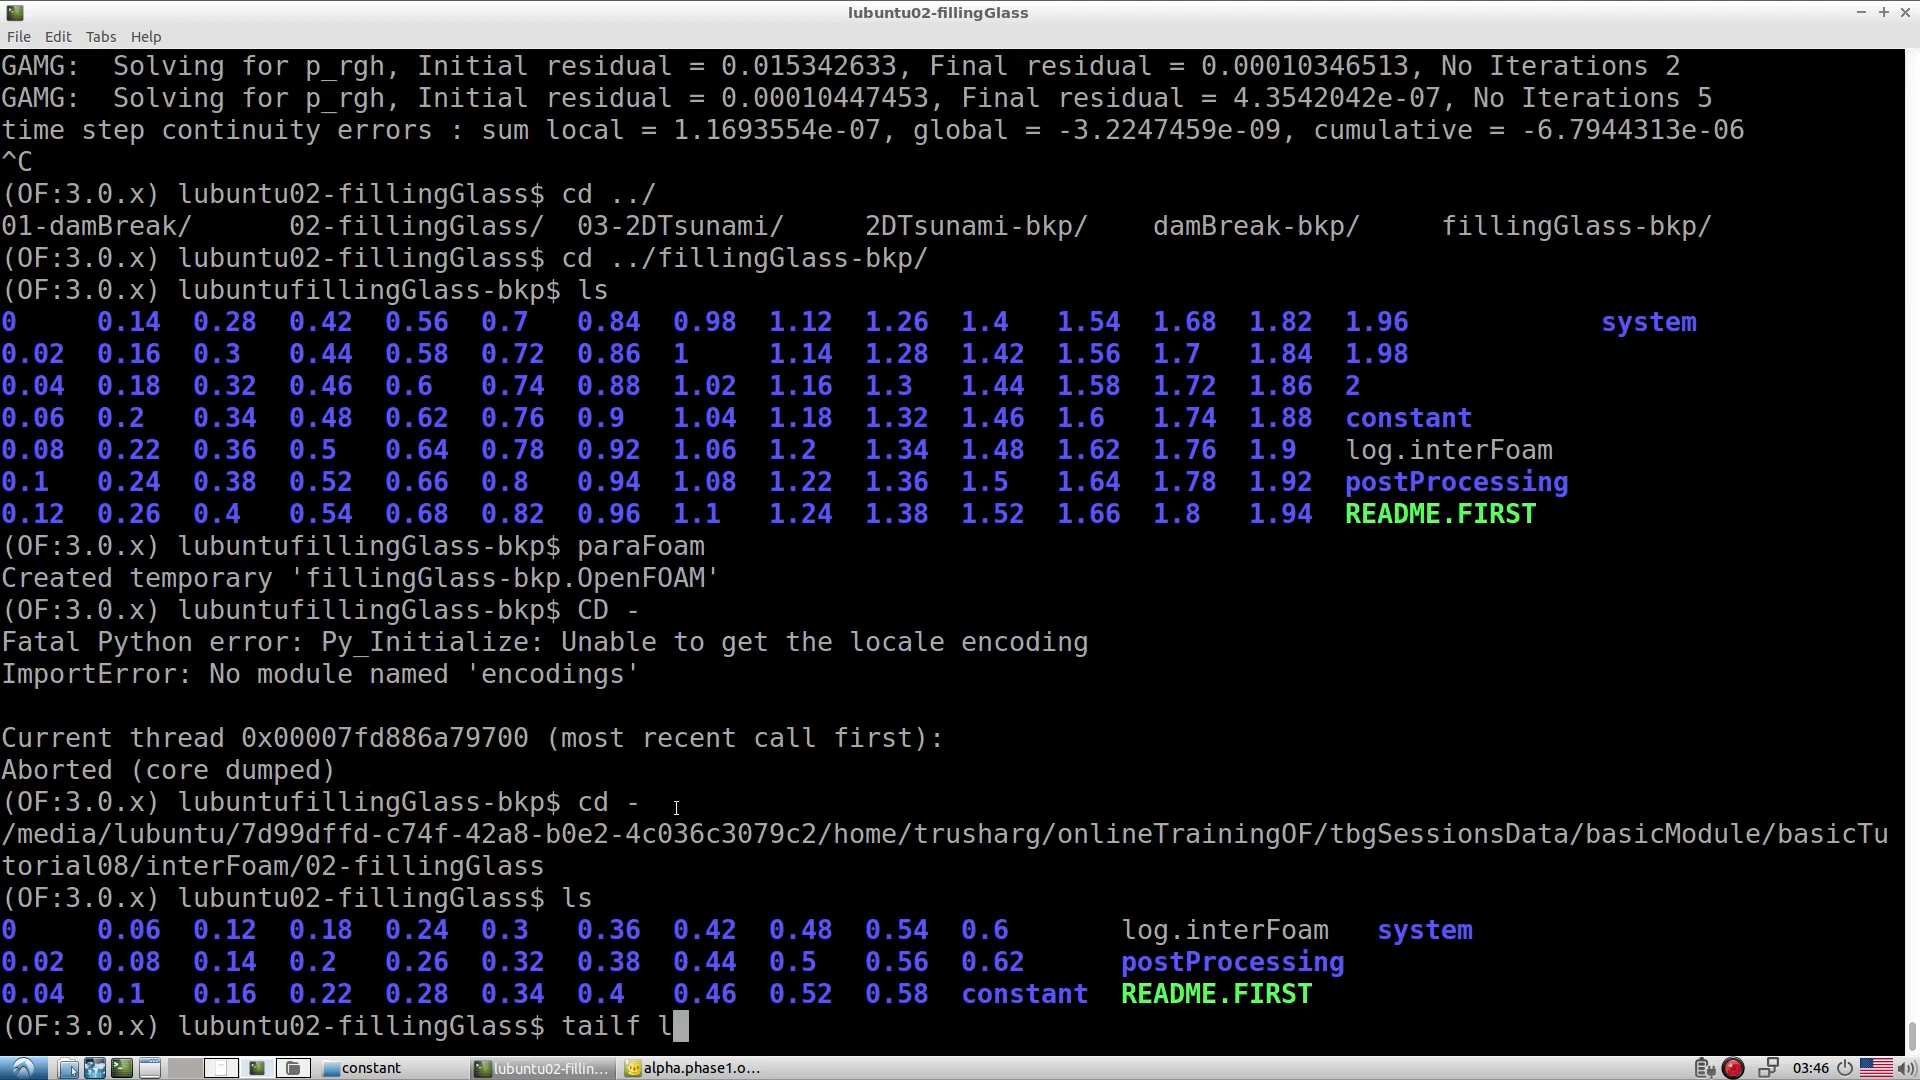 lubuntu02-fillingGlass
File Edit Tabs Help
GAMG:  Solving for p_rgh, Initial residual = 0.015342633, Final residual = 0.00010346513, No Iterations 2
GAMG:  Solving for p_rgh, Initial residual = 0.00010447453, Final residual = 4.3542042e-07, No Iterations 5
time step continuity errors : sum local = 1.1693554e-07, global = -3.2247459e-09, cumulative = -6.7944313e-06
^C
(OF:3.0.x) lubuntu02-fillingGlass$ cd ../
01-damBreak/      02-fillingGlass/  03-2DTsunami/     2DTsunami-bkp/    damBreak-bkp/     fillingGlass-bkp/
(OF:3.0.x) lubuntu02-fillingGlass$ cd ../fillingGlass-bkp/
(OF:3.0.x) lubuntufillingGlass-bkp$ ls
0     0.14  0.28  0.42  0.56  0.7   0.84  0.98  1.12  1.26  1.4   1.54  1.68  1.82  1.96            system
0.02  0.16  0.3   0.44  0.58  0.72  0.86  1     1.14  1.28  1.42  1.56  1.7   1.84  1.98
0.04  0.18  0.32  0.46  0.6   0.74  0.88  1.02  1.16  1.3   1.44  1.58  1.72  1.86  2
0.06  0.2   0.34  0.48  0.62  0.76  0.9   1.04  1.18  1.32  1.46  1.6   1.74  1.88  constant
0.08  0.22  0.36  0.5   0.64  0.78  0.92  1.06  1.2   1.34  1.48  1.62  1.76  1.9   log.interFoam
0.1   0.24  0.38  0.52  0.66  0.8   0.94  1.08  1.22  1.36  1.5   1.64  1.78  1.92  postProcessing
0.12  0.26  0.4   0.54  0.68  0.82  0.96  1.1   1.24  1.38  1.52  1.66  1.8   1.94  README.FIRST
(OF:3.0.x) lubuntufillingGlass-bkp$ paraFoam
Created temporary 'fillingGlass-bkp.OpenFOAM'
(OF:3.0.x) lubuntufillingGlass-bkp$ CD -
Fatal Python error: Py_Initialize: Unable to get the locale encoding
ImportError: No module named 'encodings'
Current thread 0x00007fd886a79700 (most recent call first):
Aborted (core dumped)
(OF:3.0.x) lubuntufillingGlass-bkp$ cd -
/media/lubuntu/7d99dffd-c74f-42a8-b0e2-4c036c3079c2/home/trusharg/onlineTrainingOF/tbgSessionsData/basicModule/basicTu
torial08/interFoam/02-fillingGlass
(OF:3.0.x) lubuntu02-fillingGlass$ ls
0     0.06  0.12  0.18  0.24  0.3   0.36  0.42  0.48  0.54  0.6       log.interFoam   system
0.02  0.08  0.14  0.2   0.26  0.32  0.38  0.44  0.5   0.56  0.62      postProcessing
0.04  0.1   0.16  0.22  0.28  0.34  0.4   0.46  0.52  0.58  constant  README.FIRST
(OF:3.0.x) lubuntu02-fillingGlass$ tailf l
constant lubuntu02-fillin... alpha.phase1.o... 03:46